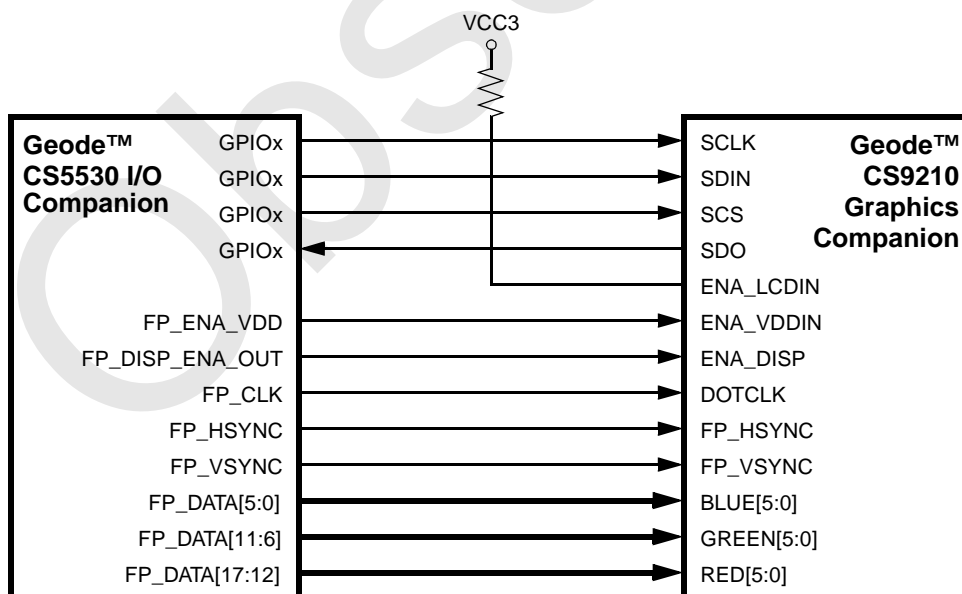 VCC3
Geode™
CS5530 I/O
Companion
GPIOx
GPIOx
GPIOx
GPIOx
FP_ENA_VDD
FP_DISP_ENA_OUT
FP_CLK
FP_HSYNC
FP_VSYNC
FP_DATA[5:0]
FP_DATA[11:6]
FP_DATA[17:12]
SCLK
SDIN
SCS
SDO
ENA_LCDIN
ENA_VDDIN
ENA_DISP
DOTCLK
FP_HSYNC
FP_VSYNC
BLUE[5:0]
GREEN[5:0]
RED[5:0]
Geode™
CS9210
Graphics
Companion